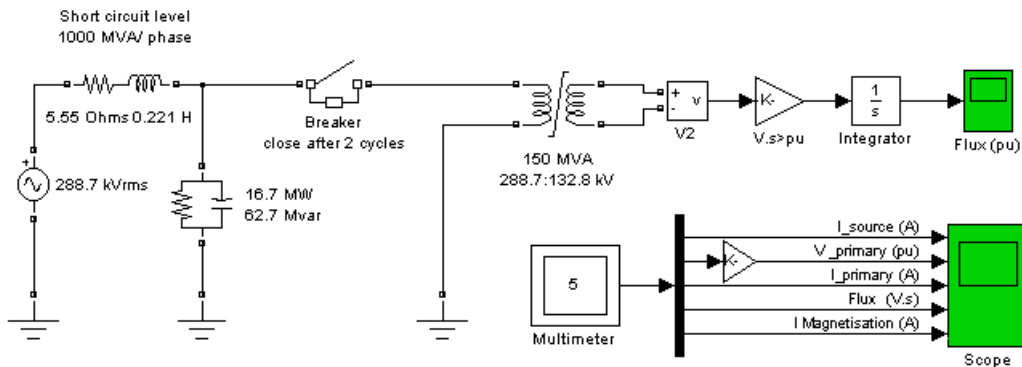 Short circuit level
1000 MVA/ phase
5.55 Ohms 0.221 H
Breaker
close after 2 cycles
+
288.7 kVrms
16.7 MW
62.7 Mvar
150 MVA
288.7:132.8 kV
+
-
v
V2
K-
V.s>pu
1
s
Integrator
Flux (pu)
5
Multimeter
K-
I_source (A)
V_primary (pu)
I_primary (A)
Flux (V.s)
I Magnetisation (A)
Scope